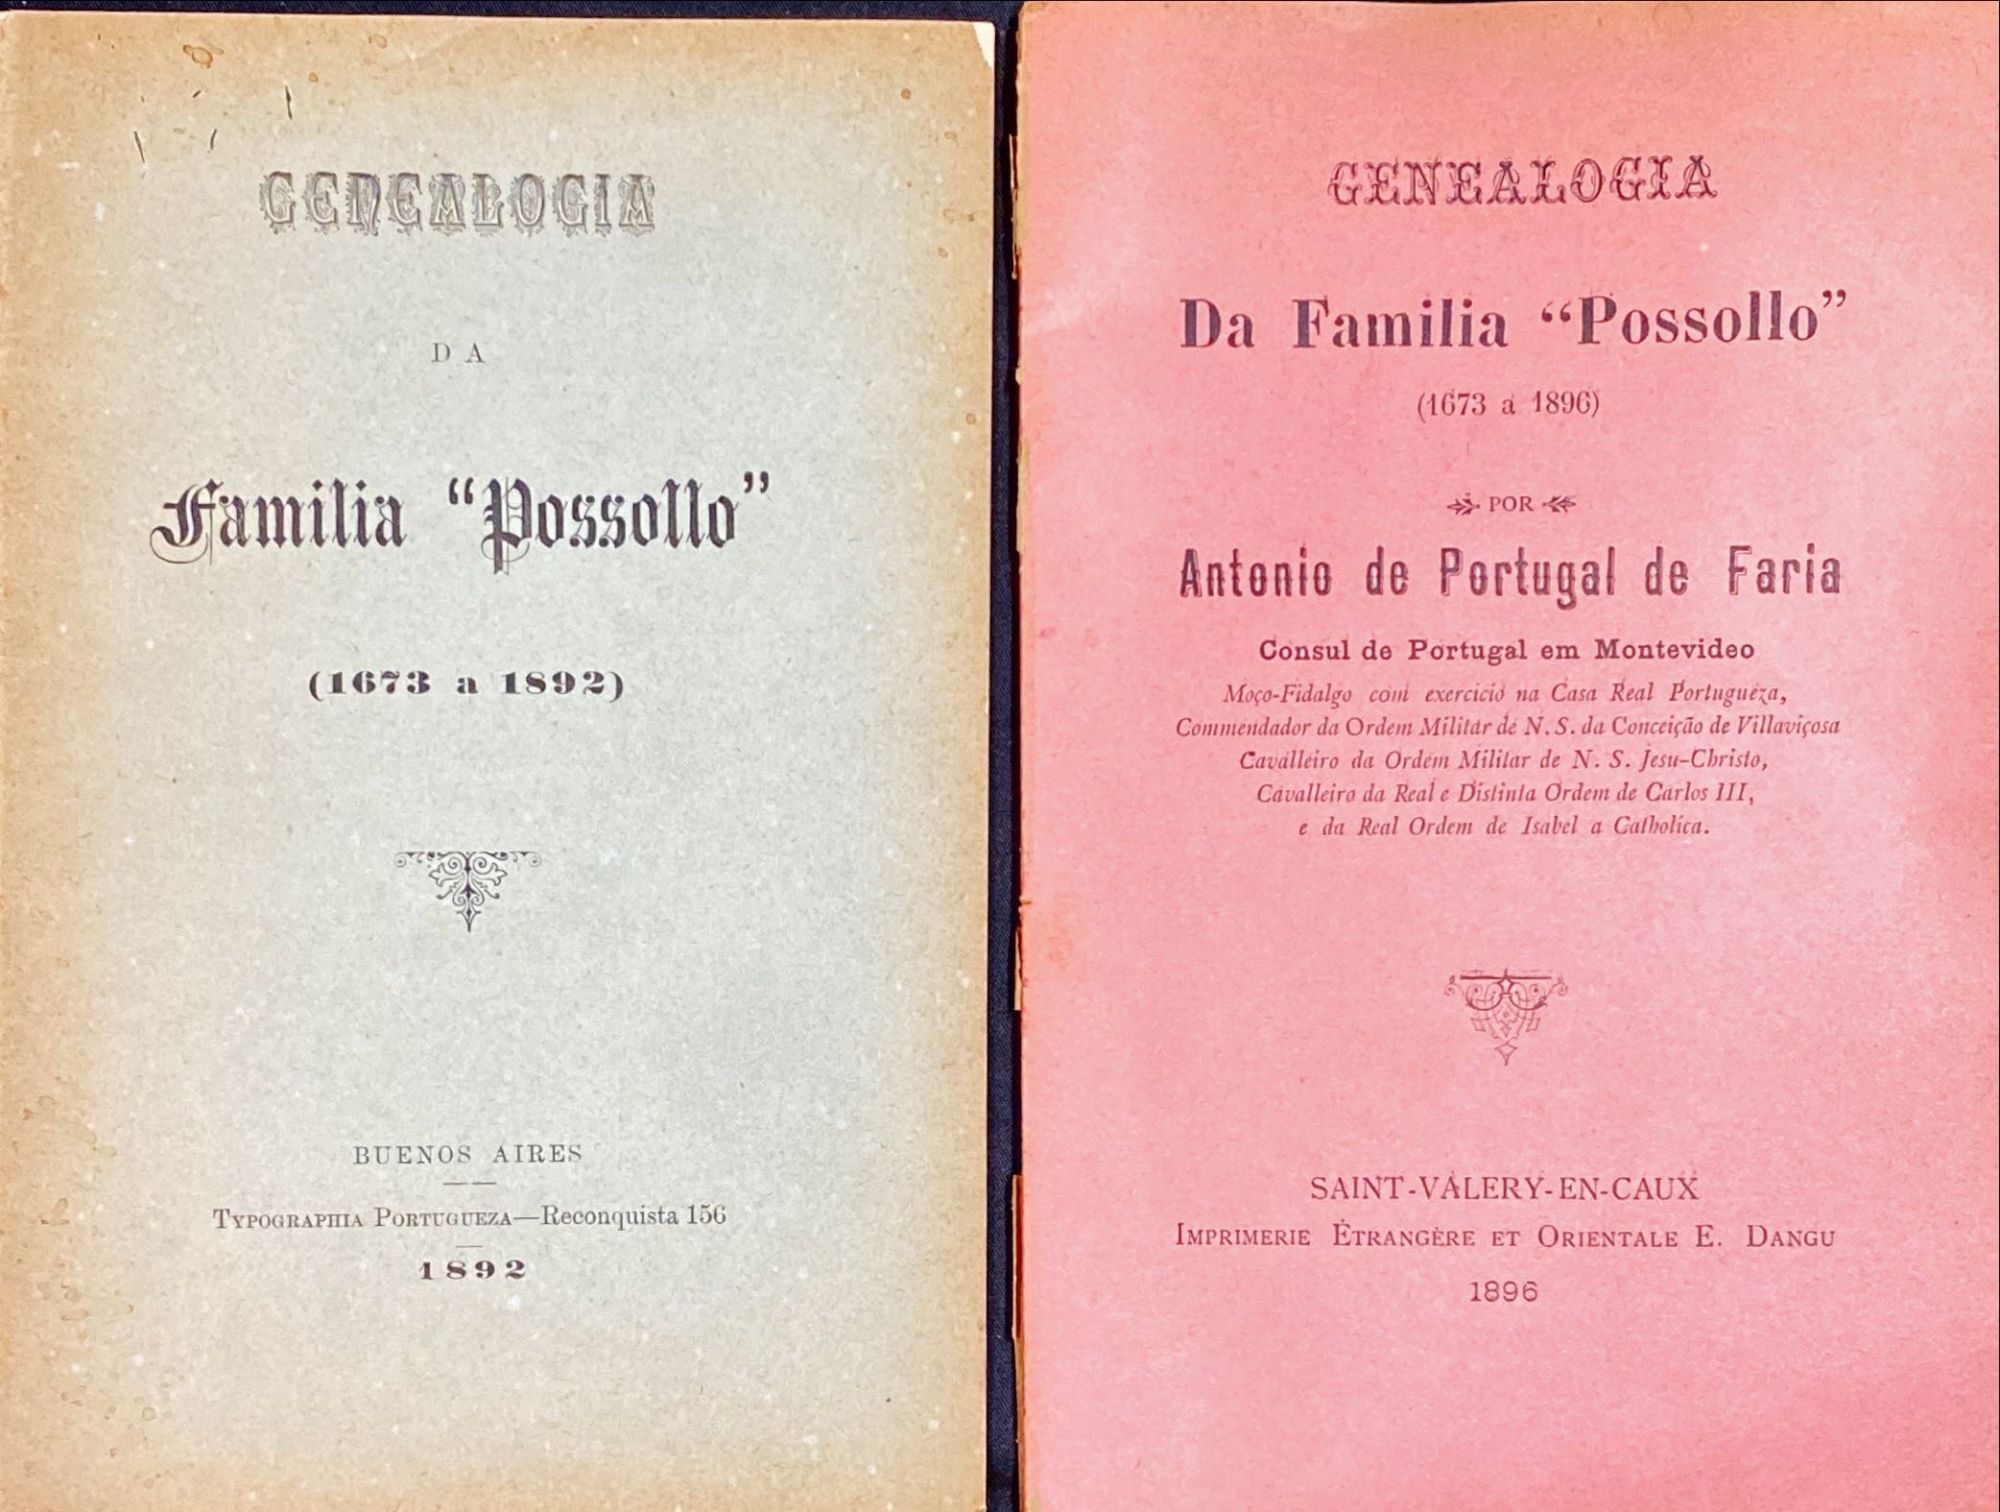 GENEALOGIA
DA
Familia “Possollo”
(1673 a 1892)
BUENOS AIRES
TYPOGRAPHIA PORTUGUEZA—Reconquista 156
1892
GENEALOGIA
Da Familia “Possollo”
(1673 a 1896)
POR
Antonio de Portugal de Faria
Consul de Portugal em Montevideo
Moço-Fidalgo com exercicio na Casa Real Portugueza,
Commendador da Ordem Militar de N. S. da Conceição de Villaviçosa
Cavalleiro da Ordem Militar de N. S. Jesu-Christo,
Cavalleiro da Real e Distinta Ordem de Carlos III,
e da Real Ordem de Isabel a Catholica.
SAINT-VALERY-EN-CAUX
IMPRIMERIE ÉTRANGÈRE ET ORIENTALE E. DANGU
1896